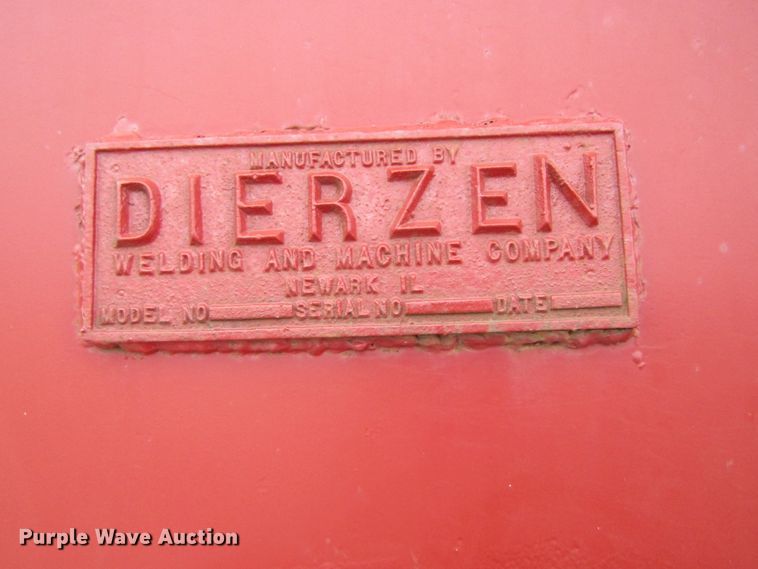 MANUFACTURED BY
DIERZEN
WELDING AND MACHINE COMPANY
NEWARK IL
MODEL NO SERIAL NO DATE
Purple Wave Auction